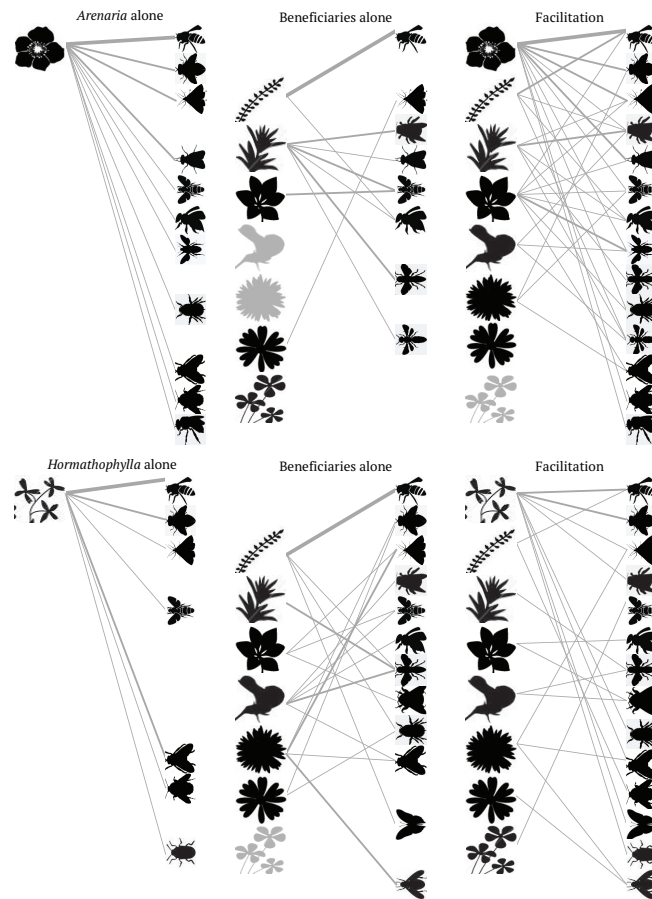 Arenaria alone
Beneficiaries alone
Facilitation
Hormathophylla alone
Beneficiaries alone
Facilitation